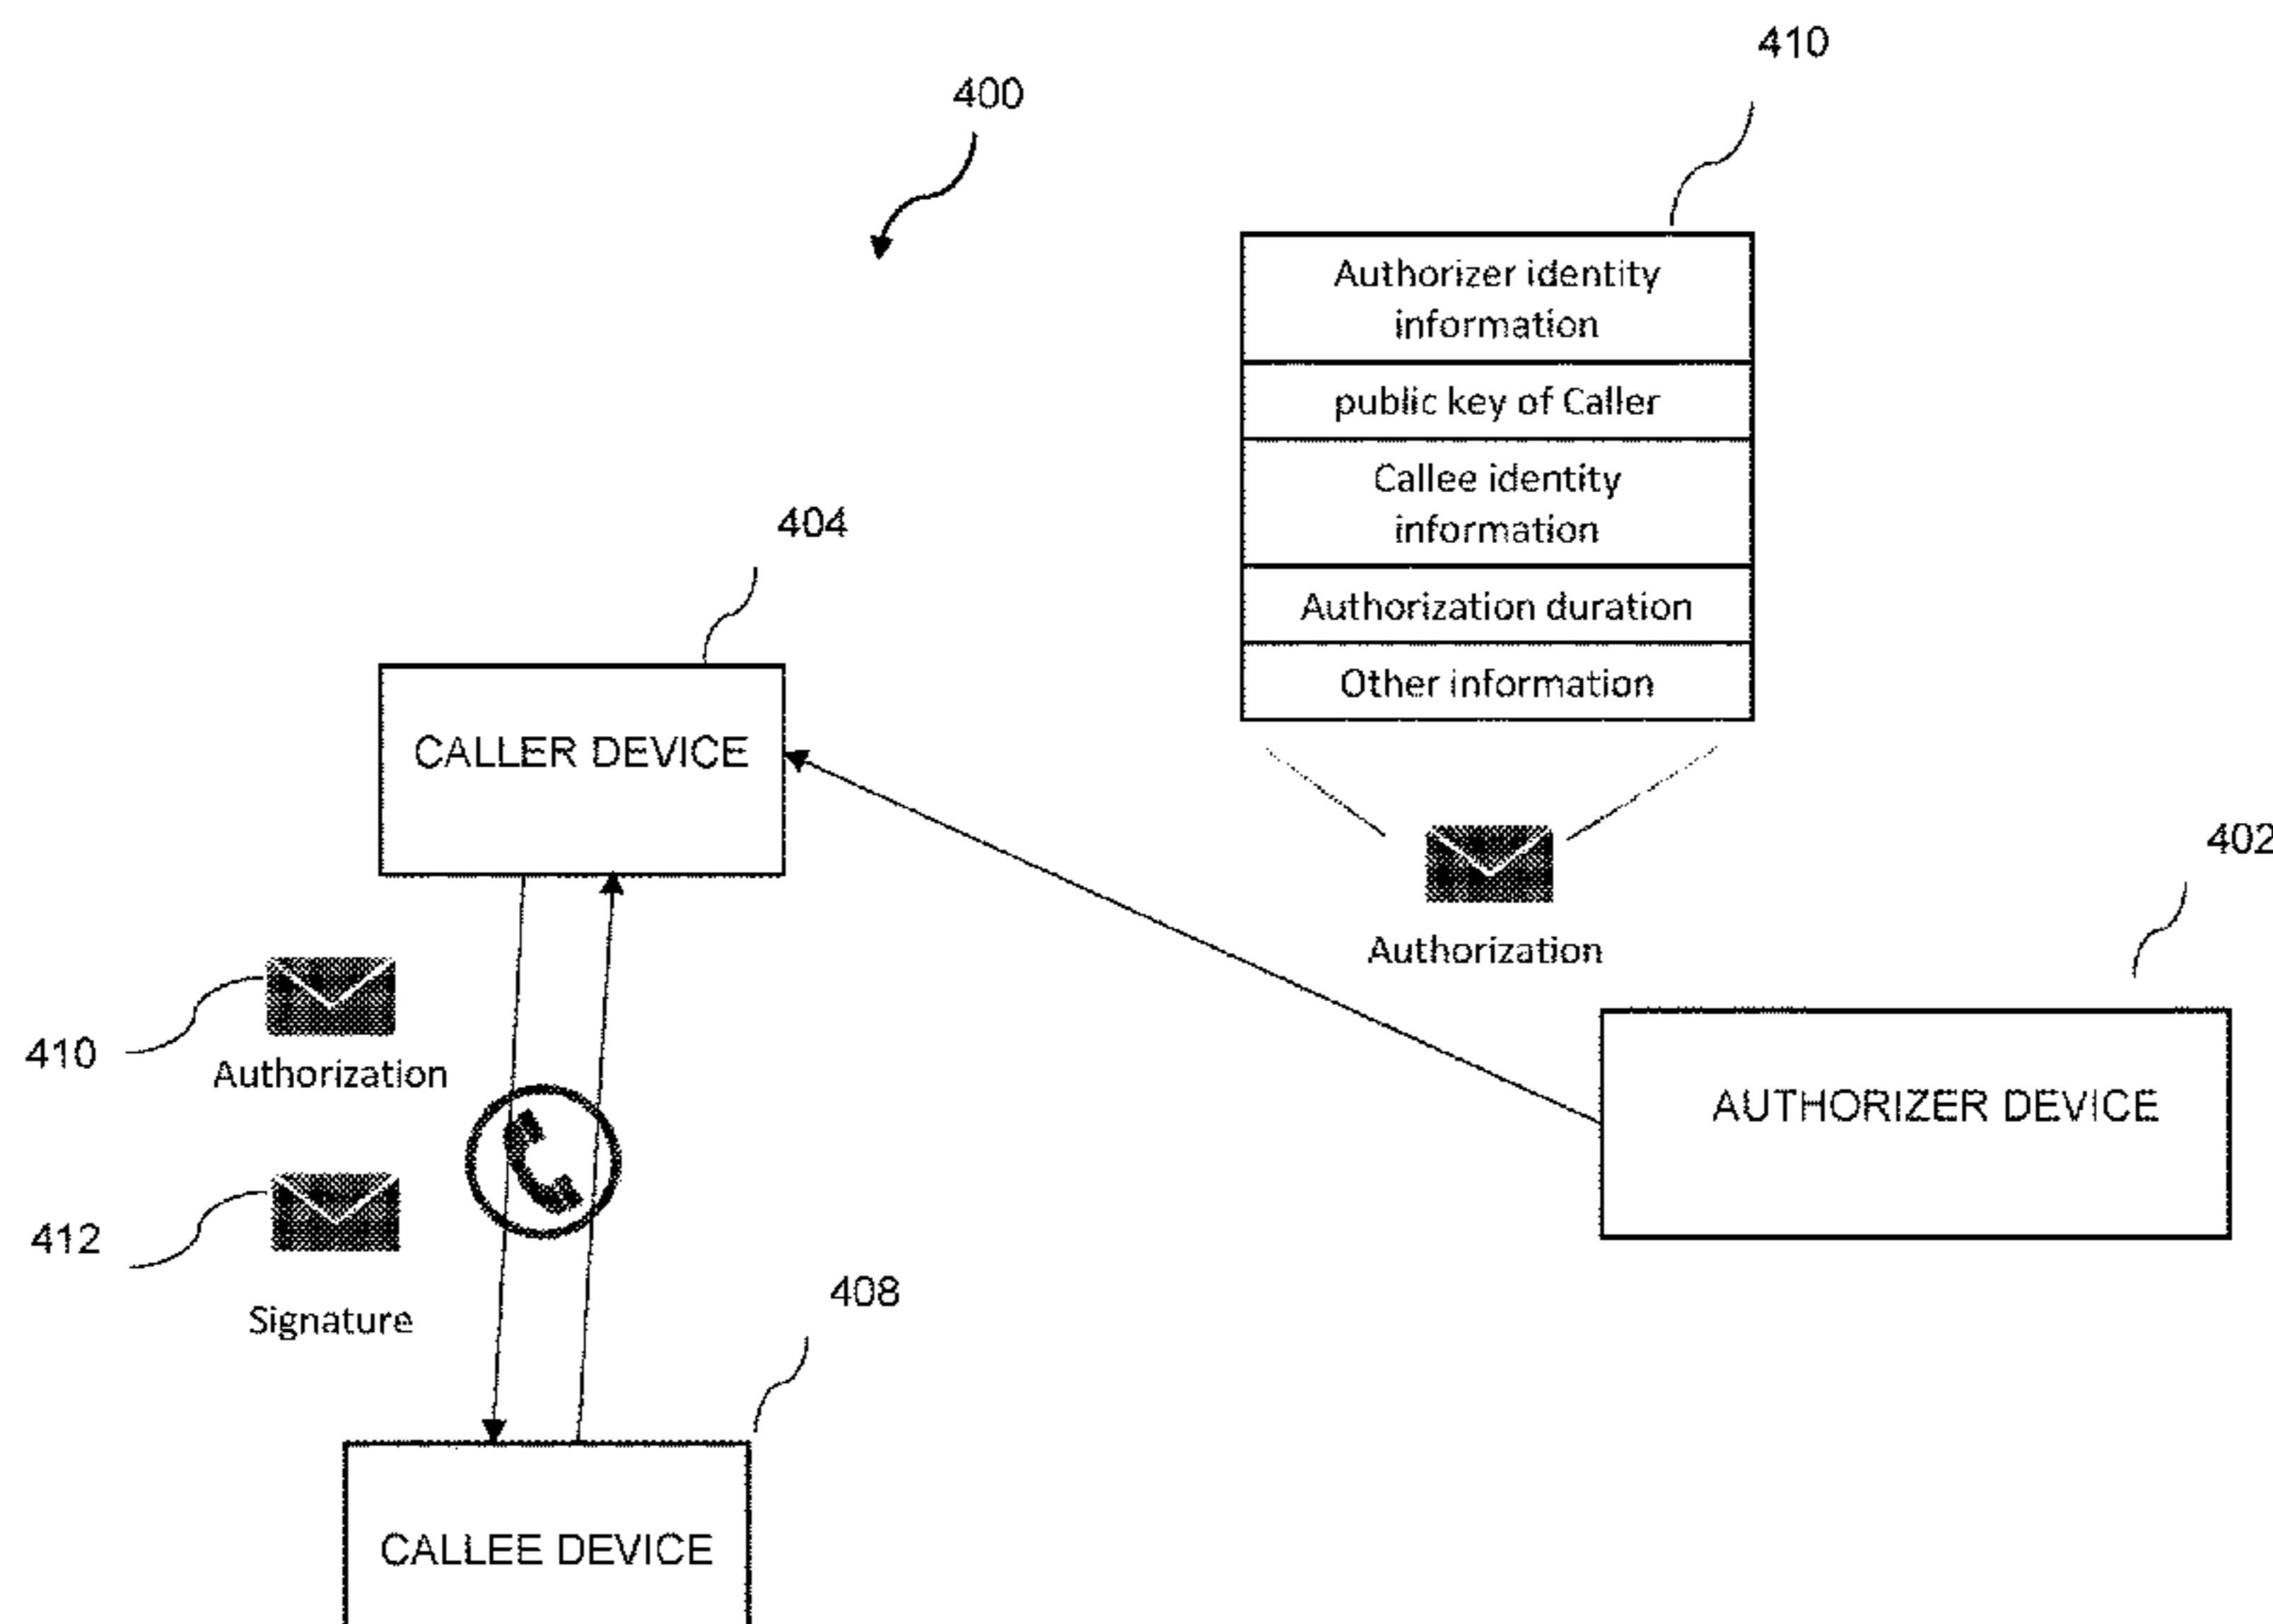 410
400
Authorizer identity
information
public key of Caller
Callee identity
information
Authorization duration
Other information
404
CALLER DEVICE
402
Authorization
410
Authorization
AUTHORIZER DEVICE
412
Signature
408
CALLEE DEVICE